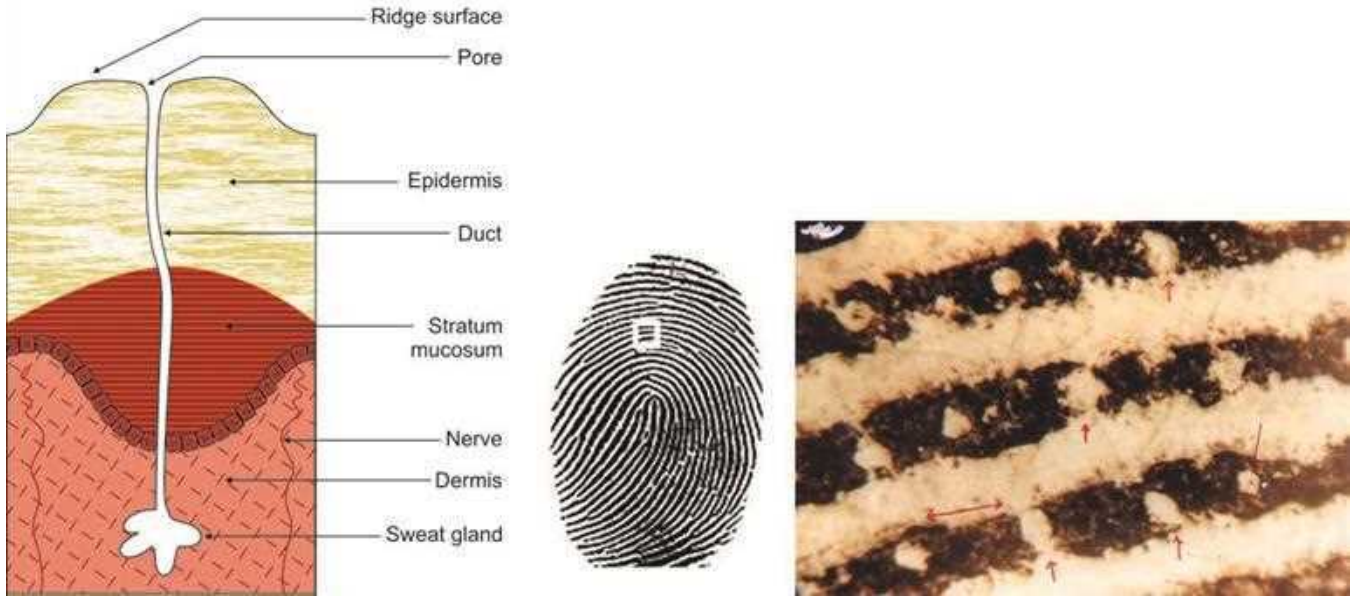 Ridge surface
Pore
Epidermis
Duct
Stratum
mucosum
Nerve
Dermis
Sweat gland